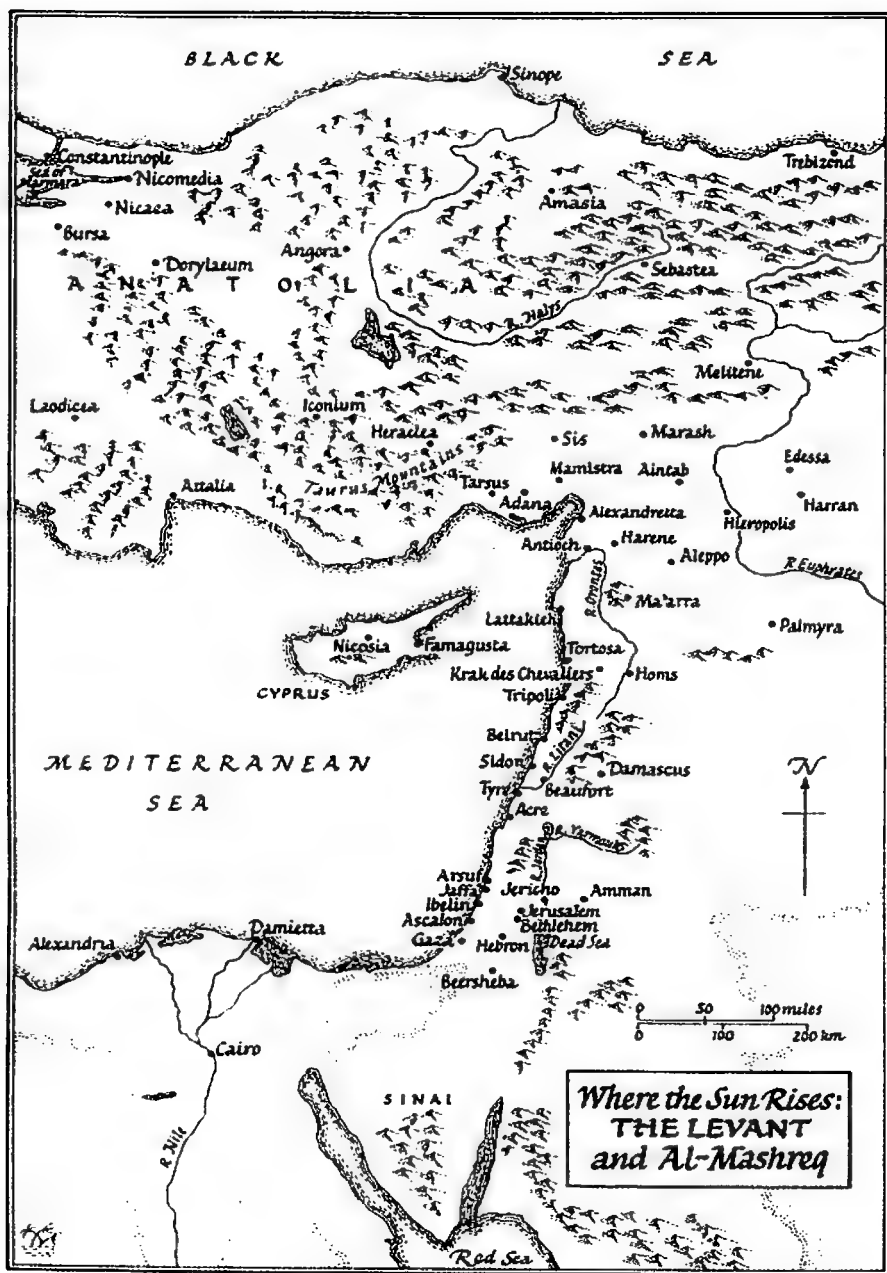 BLACK SEA
Sinope
Constantinople
Trebizond
Sea of
Marmara
Nicomedia
Amasia
Nicaea
Bursa
Angora
Dorylaeum
Sebastea
ANATOLIA
R. Halys
Melitene
Laodicea
Iconium
Heraclea
Sis
Marash
Taurus Mountains
Mamistra
Aintab
Edessa
Attalia
Tarsus
Adana
Harran
Alexandretta
Hieropolis
Antioch
Harenc
Aleppo
R. Euphrates
R. Orontes
Ma'arra
Lattakieh
Palmyra
Nicosia
Famagusta
Tortosa
Krak des Chevaliers
Homs
CYPRUS
Tripoli
Beirut
MEDITERRANEAN
SEA
Sidon
R. Litani
Damascus
N
Tyre
Beaufort
Acre
R. Yarmouk
R. Jordan
Arsuf
Jaffa
Jericho
Amman
Ibelin
Jerusalem
Ascalon
Bethlehem
Alexandria
Damietta
Gaza
Hebron
Dead Sea
Beersheba
0 50 100 miles
0 100 200 km
Cairo
SINAI
R. Nile
Where the Sun Rises:
THE LEVANT
and Al-Mashreq
Red Sea